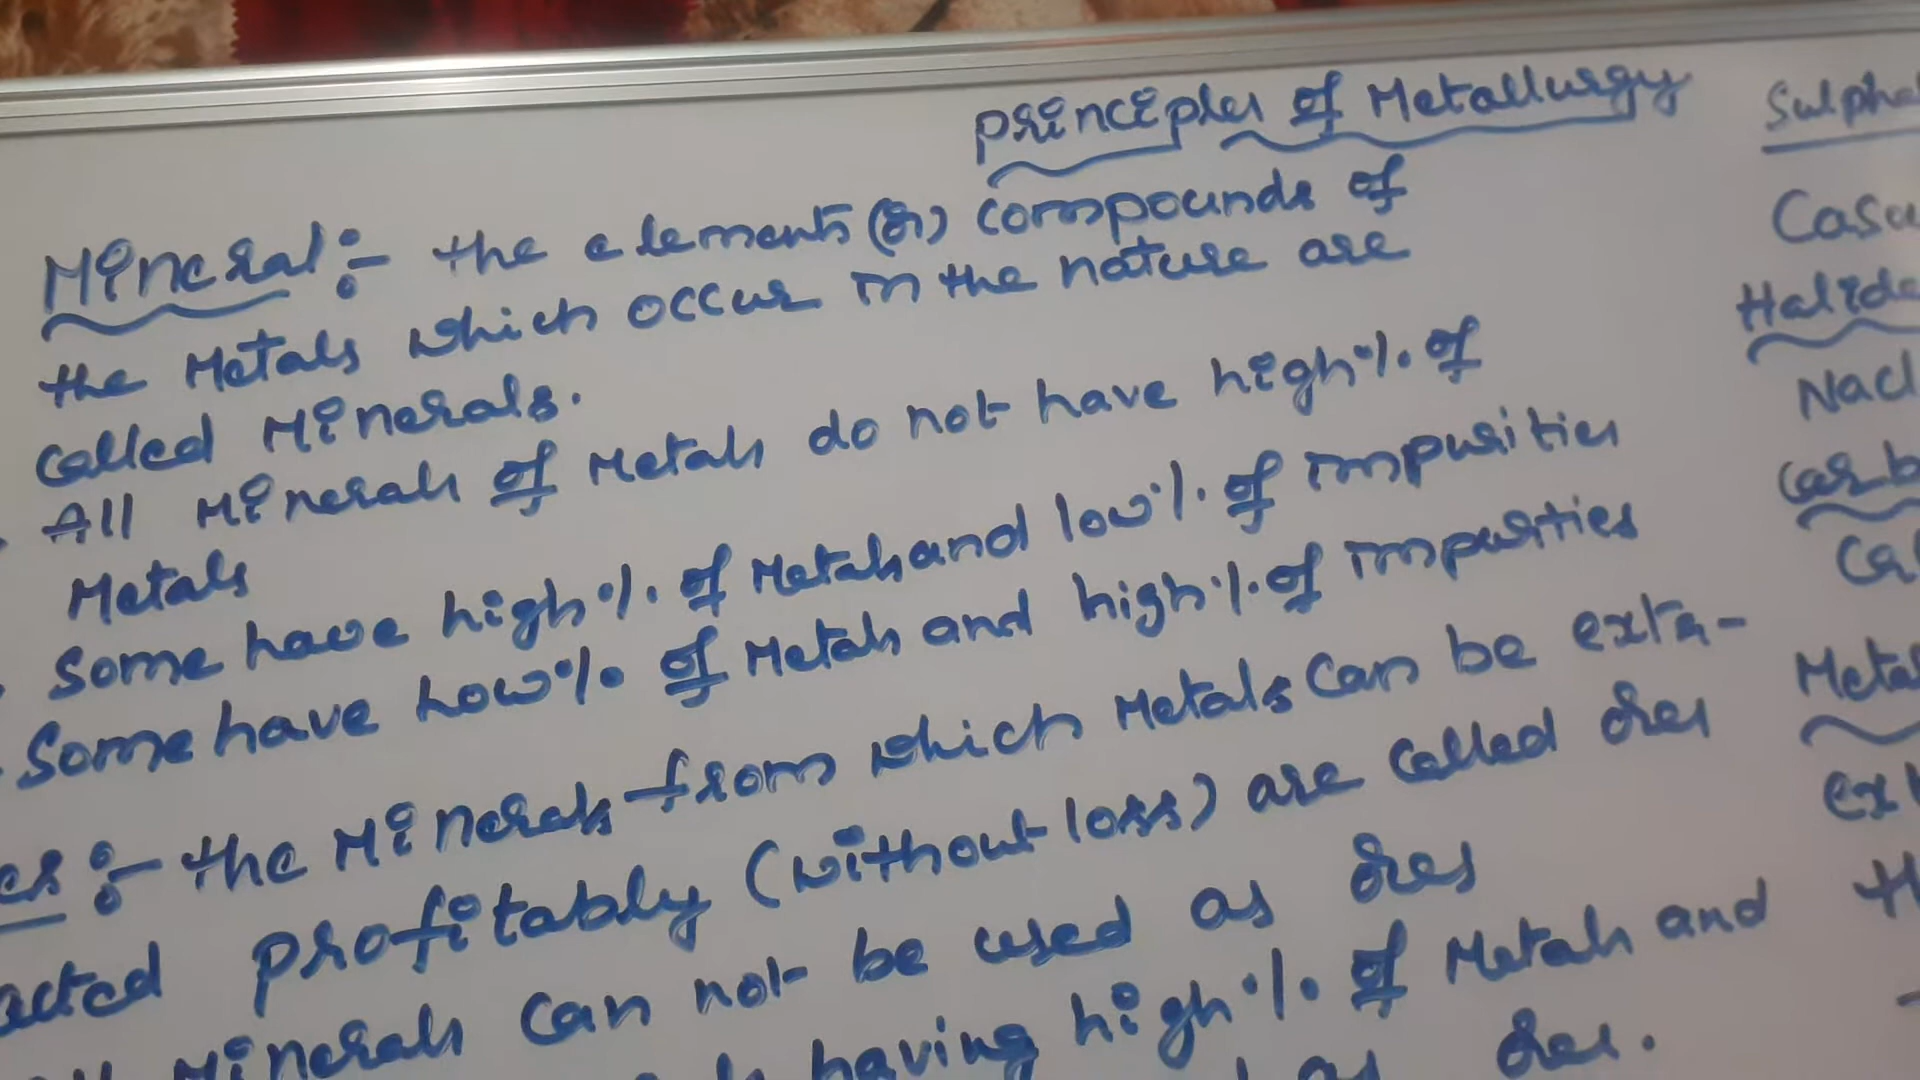 Principles of Metallurgy
Mineral :- the elements (or) compounds of
the Metals which occur in the nature are
called Minerals.
All Minerals of Metals do not have high % of
Metals
Some have high % of Metals and low % of impurities
Some have Low % of Metals and high % of impurities
:- the Minerals from which Metals can be extra-
acted profitably (without loss) are called ores
Minerals can not be used as ores
having high % of Metals and
as ores.
Sulpha
Casu
Halide
Nacl
Carb
Ca
Metal
ex